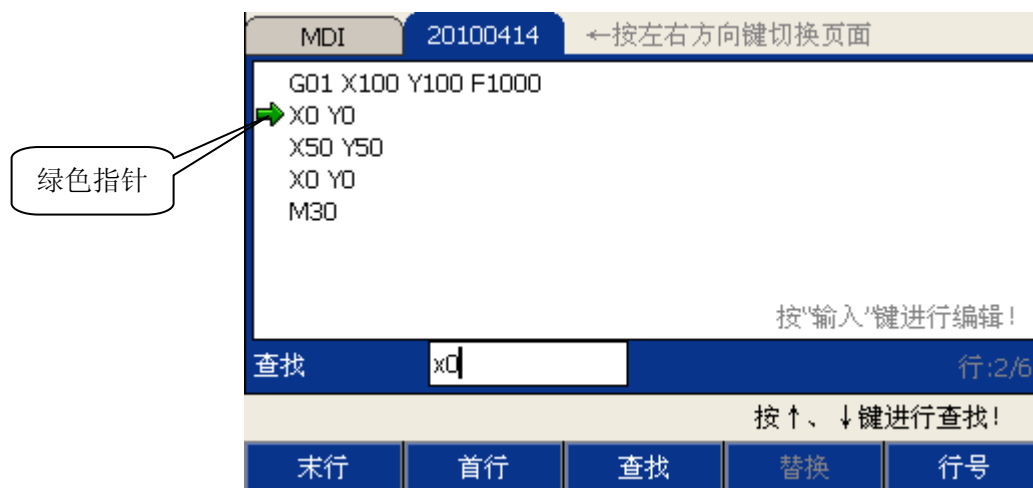 MDI 20100414 ←按左右方向键切换页面
G01 X100 Y100 F1000
X0 Y0
X50 Y50
绿色指针
X0 Y0
M30
按"输入"键进行编辑!
查找 x0 行:2/6
按↑、↓键进行查找!
末行 首行 查找 替换 行号